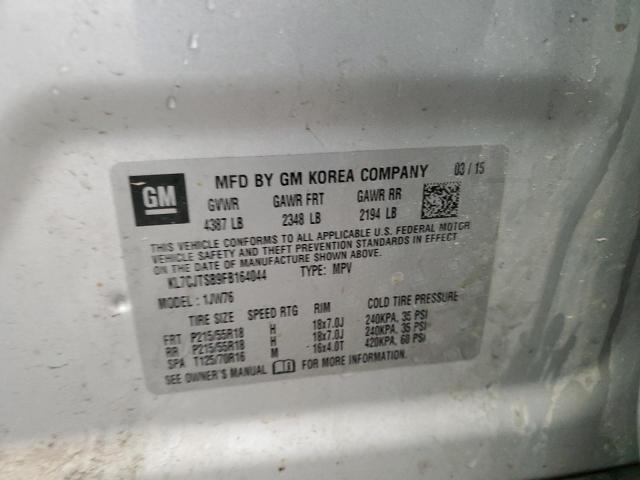 GM MFD BY GM KOREA COMPANY 03 / 15
GVWR GAWR FRT GAWR RR
4387 LB 2348 LB 2194 LB
THIS VEHICLE CONFORMS TO ALL APPLICABLE U.S. FEDERAL MOTOR
VEHICLE SAFETY AND THEFT PREVENTION STANDARDS IN EFFECT
ON THE DATE OF MANUFACTURE SHOWN ABOVE.
KL7CJTSB9FB164044 TYPE: MPV
MODEL: 1JW76
TIRE SIZE SPEED RTG RIM COLD TIRE PRESSURE
FRT P215/55R18 H 18x7.0J 240KPA, 35 PSI
RR P215/55R18 H 18x7.0J 240KPA, 35 PSI
SPA T125/70R16 M 16x4.0T 420KPA, 60 PSI
SEE OWNER'S MANUAL FOR MORE INFORMATION.